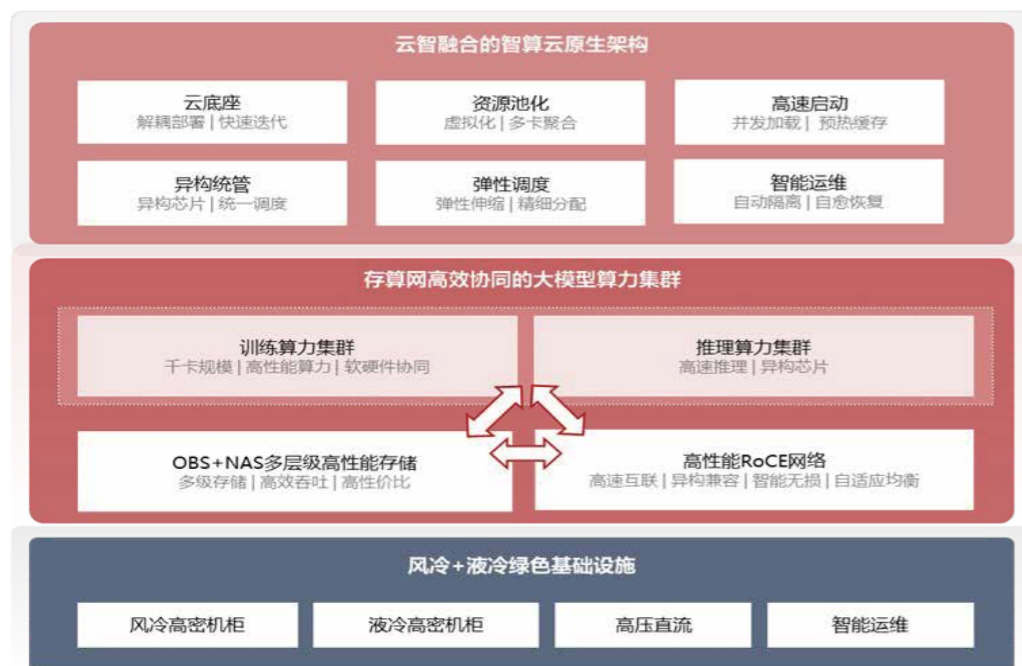 云智融合的智算云原生架构
云底座
解耦部署 | 快速迭代
资源池化
虚拟化 | 多卡聚合
高速启动
并发加载 | 预热缓存
异构统管
异构芯片 | 统一调度
弹性调度
弹性伸缩 | 精细分配
智能运维
自动隔离 | 自愈恢复
存算网高效协同的大模型算力集群
训练算力集群
千卡规模 | 高性能算力 | 软硬件协同
推理算力集群
高速推理 | 异构芯片
OBS+NAS多层级高性能存储
多级存储 | 高效吞吐 | 高性价比
高性能RoCE网络
高速互联 | 异构兼容 | 智能无损 | 自适应均衡
风冷+液冷绿色基础设施
风冷高密机柜
液冷高密机柜
高压直流
智能运维